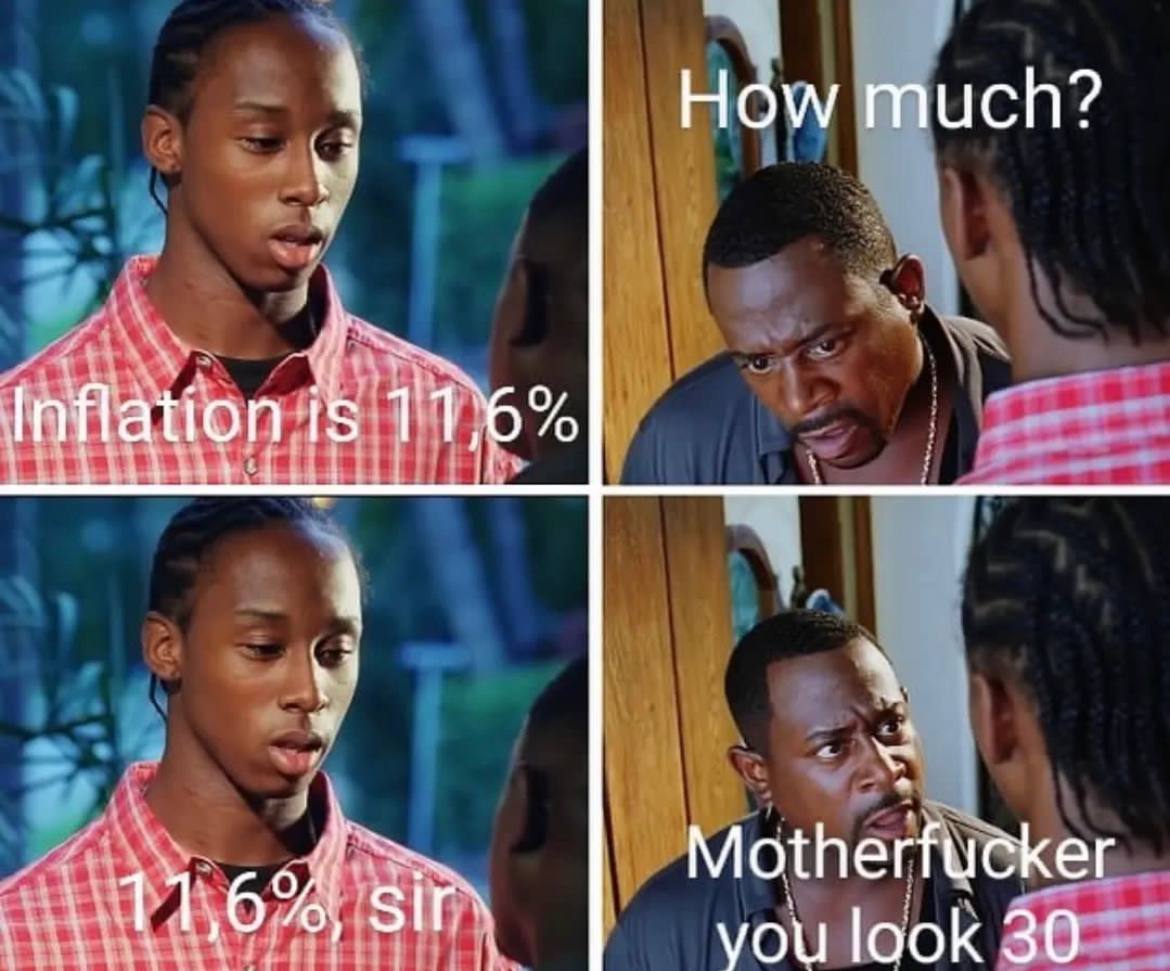 Inflation is 11,6%
How much?
11,6%, sir
Motherfucker
you look 30